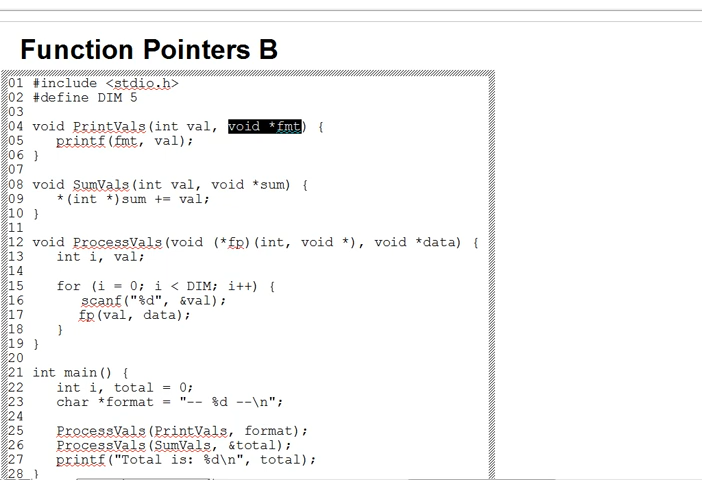 Function Pointers B
01 #include <stdio.h>
02 #define DIM 5
03
04 void PrintVals(int val, void *fmt) {
05    printf(fmt, val);
06 }
07
08 void SumVals(int val, void *sum) {
09    *(int *)sum += val;
10 }
11
12 void ProcessVals(void (*fp)(int, void *), void *data) {
13    int i, val;
14
15    for (i = 0; i < DIM; i++) {
16       scanf("%d", &val);
17       fp(val, data);
18    }
19 }
20
21 int main() {
22    int i, total = 0;
23    char *format = "-- %d --\n";
24
25    ProcessVals(PrintVals, format);
26    ProcessVals(SumVals, &total);
27    printf("Total is: %d\n", total);
28 }